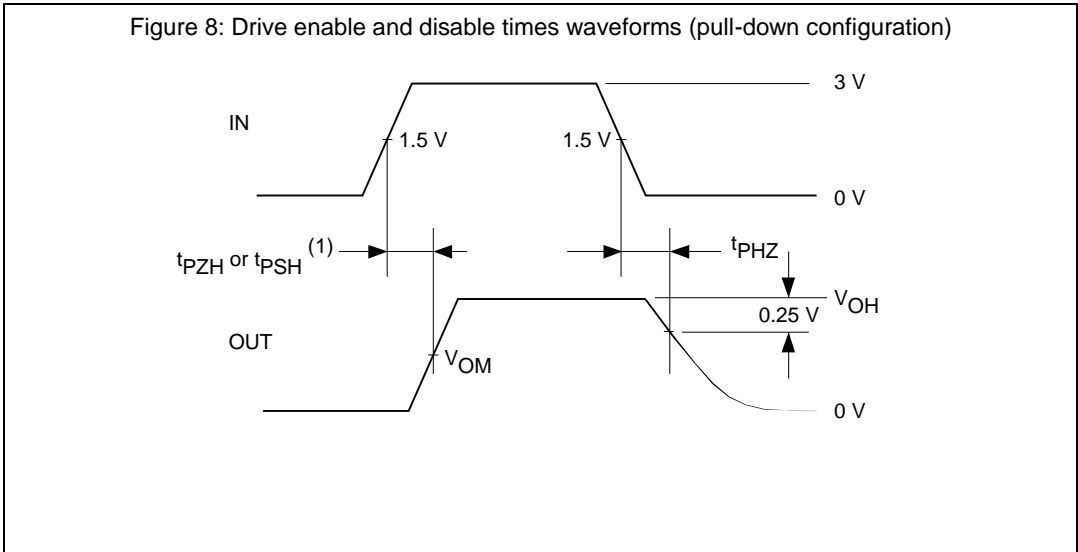 Figure 8: Drive enable and disable times waveforms (pull-down configuration)
3 V
IN
1.5 V
1.5 V
0 V
tPZH or tPSH (1)
tPHZ
VOH
0.25 V
OUT
VOM
0 V